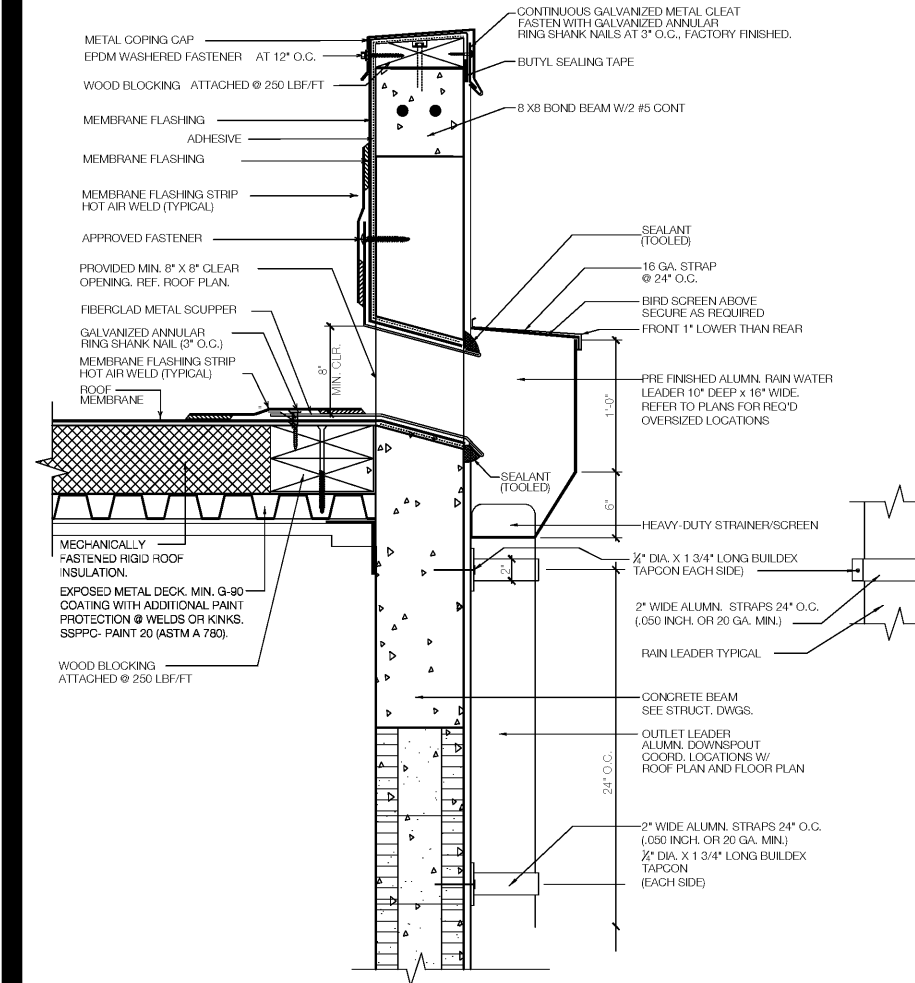 CONTINUOUS GALVANIZED METAL CLEAT
FASTEN WITH GALVANIZED ANNULAR
RING SHANK NAILS AT 3" O.C., FACTORY FINISHED.
METAL COPING CAP
EPDM WASHERED FASTENER AT 12" O.C.
BUTYL SEALING TAPE
WOOD BLOCKING ATTACHED @ 250 LBF/FT
8 X8 BOND BEAM W/2 #5 CONT
MEMBRANE FLASHING
ADHESIVE
MEMBRANE FLASHING
MEMBRANE FLASHING STRIP
HOT AIR WELD (TYPICAL)
APPROVED FASTENER
SEALANT
(TOOLED)
PROVIDED MIN. 8" X 8" CLEAR
OPENING. REF. ROOF PLAN.
16 GA. STRAP
@ 24" O.C.
FIBERCLAD METAL SCUPPER
BIRD SCREEN ABOVE
SECURE AS REQUIRED
FRONT 1" LOWER THAN REAR
GALVANIZED ANNULAR
RING SHANK NAIL (3" O.C.)
MEMBRANE FLASHING STRIP
HOT AIR WELD (TYPICAL)
ROOF
MEMBRANE
8"
MIN. CLR.
PRE FINISHED ALUMN. RAIN WATER
LEADER 10" DEEP x 16" WIDE.
REFER TO PLANS FOR REQ'D
OVERSIZED LOCATIONS
1'-0"
SEALANT
(TOOLED)
6"
HEAVY-DUTY STRAINER/SCREEN
MECHANICALLY
FASTENED RIGID ROOF
INSULATION.
EXPOSED METAL DECK. MIN. G-90
COATING WITH ADDITIONAL PAINT
PROTECTION @ WELDS OR KINKS.
SSPPC- PAINT 20 (ASTM A 780).
WOOD BLOCKING
ATTACHED @ 250 LBF/FT
2"
¼" DIA. X 1 3/4" LONG BUILDEX
TAPCON EACH SIDE)
2" WIDE ALUMN. STRAPS 24" O.C.
(.050 INCH. OR 20 GA. MIN.)
RAIN LEADER TYPICAL
CONCRETE BEAM
SEE STRUCT. DWGS.
OUTLET LEADER
ALUMN. DOWNSPOUT
COORD. LOCATIONS W/
ROOF PLAN AND FLOOR PLAN
24" O.C.
2" WIDE ALUMN. STRAPS 24" O.C.
(.050 INCH. OR 20 GA. MIN.)
¼" DIA. X 1 3/4" LONG BUILDEX
TAPCON
(EACH SIDE)